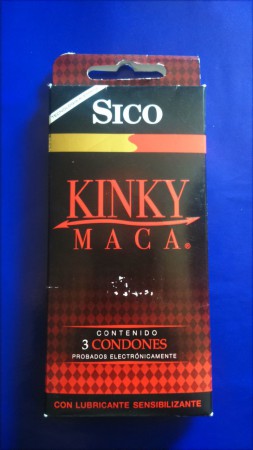 SICO
KINKY
MACA®
CONTENIDO
3 CONDONES
PROBADOS ELECTRÓNICAMENTE
CON LUBRICANTE SENSIBILIZANTE